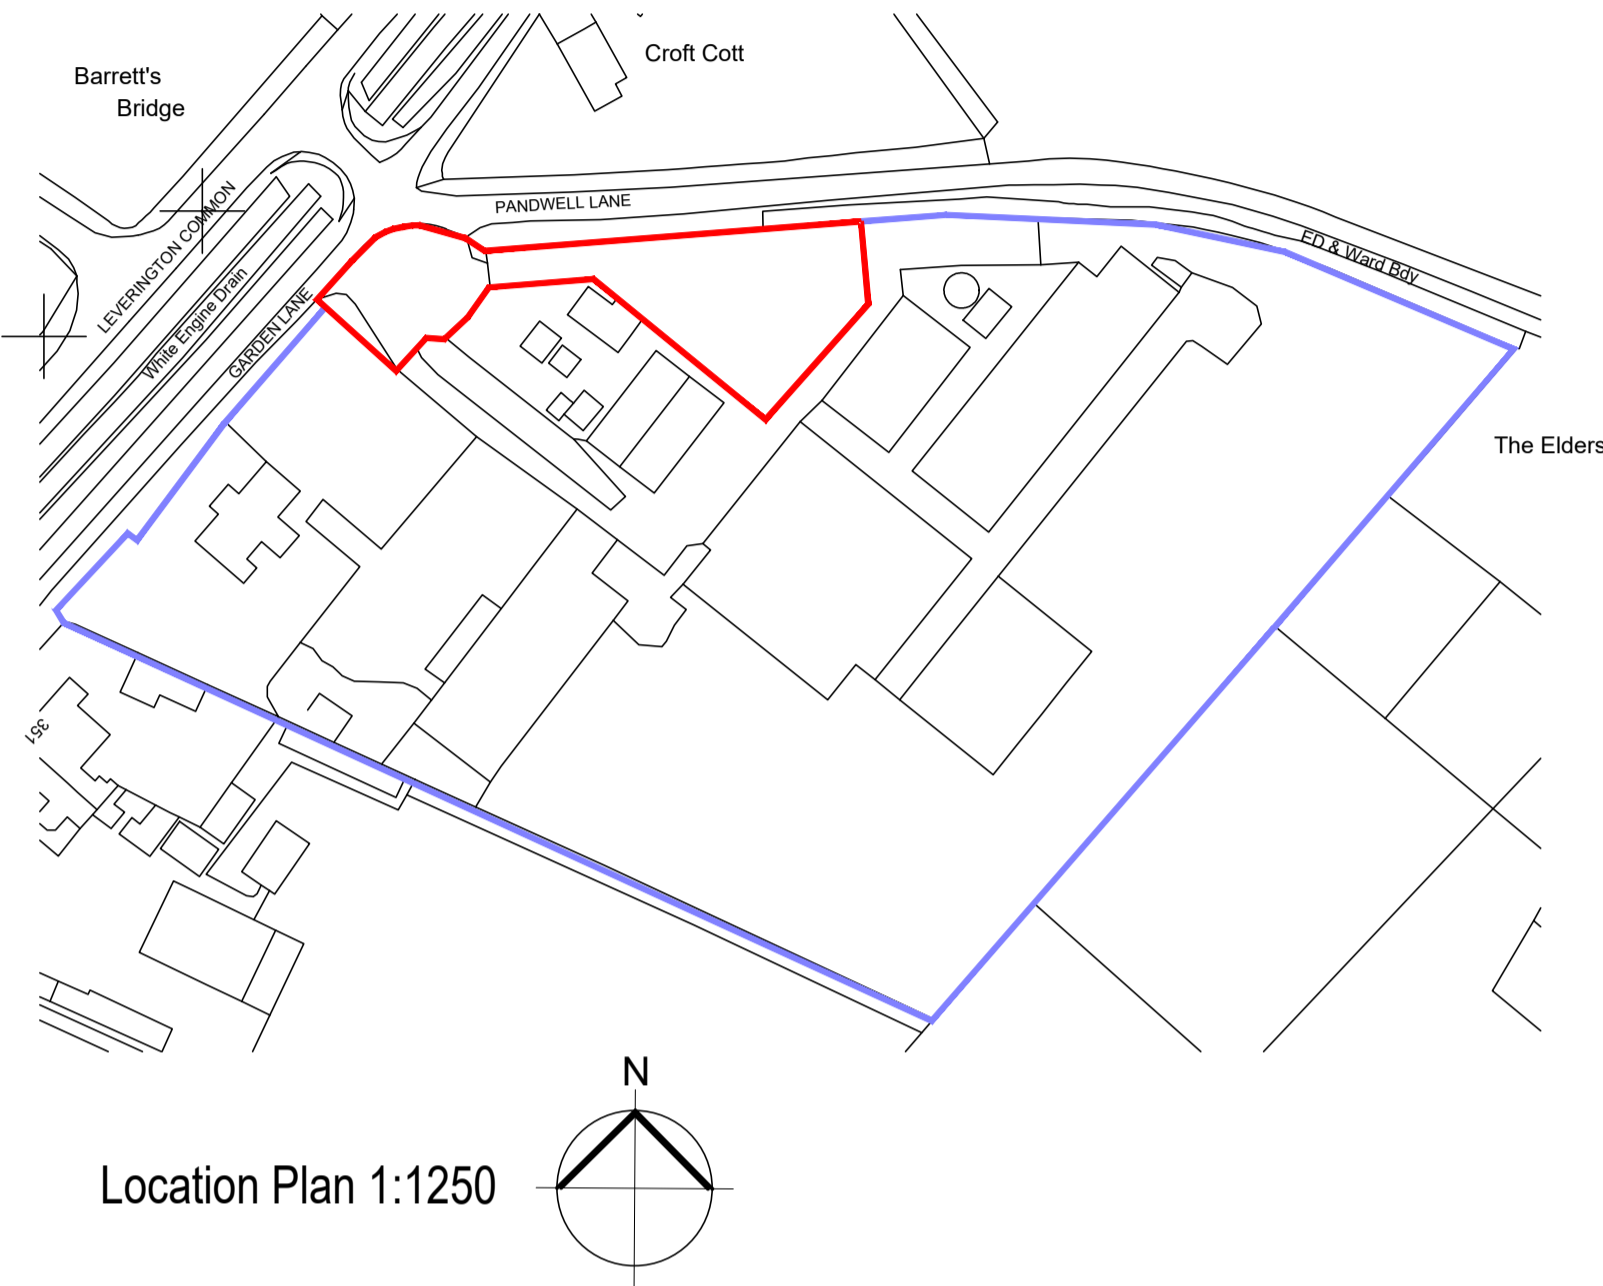 Croft Cott
Barrett's
Bridge
PANDWELL LANE
LEVERINGTON COMMON
White Engine Drain
GARDEN LANE
ED & Ward Bdy
The Elders
351
N
Location Plan 1:1250